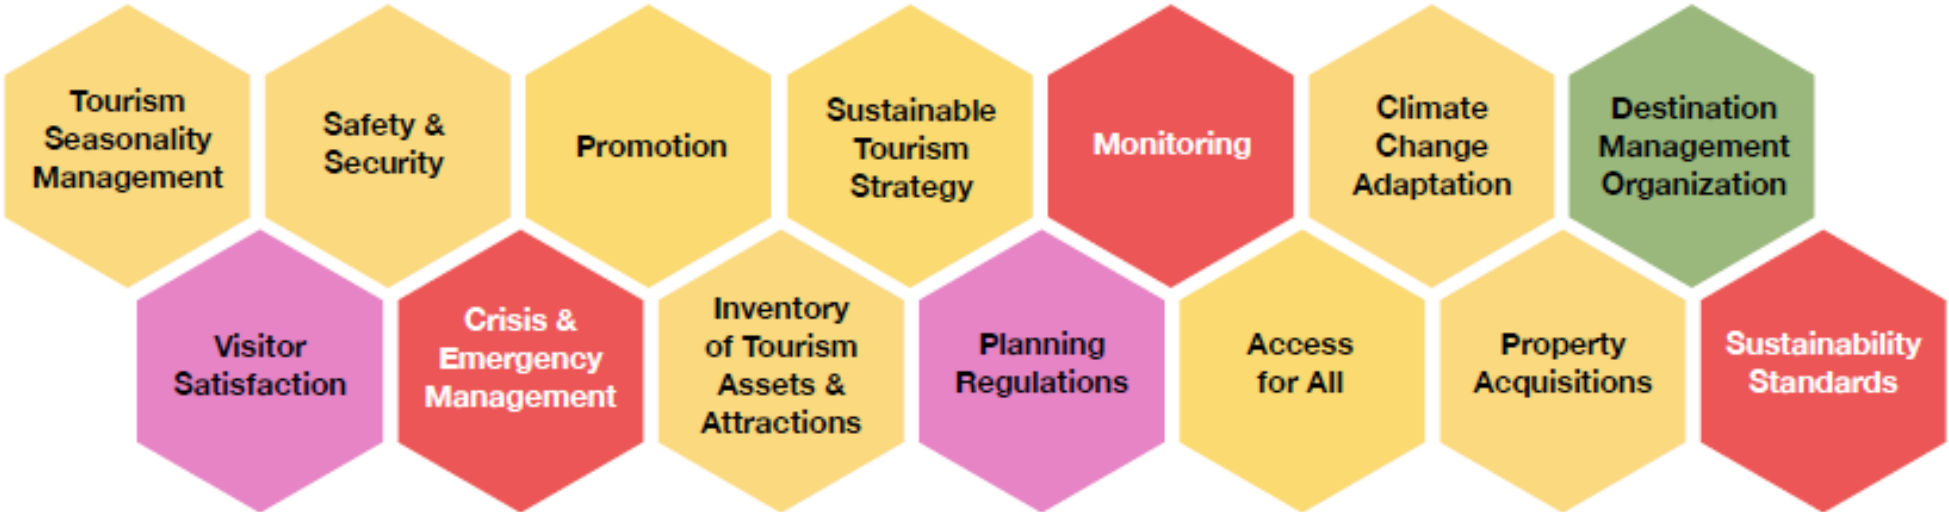 Tourism
Seasonality
Management
Safety &
Security
Promotion
Sustainable
Tourism
Strategy
Monitoring
Climate
Change
Adaptation
Destination
Management
Organization
Visitor
Satisfaction
Crisis &
Emergency
Management
Inventory
of Tourism
Assets &
Attractions
Planning
Regulations
Access
for All
Property
Acquisitions
Sustainability
Standards